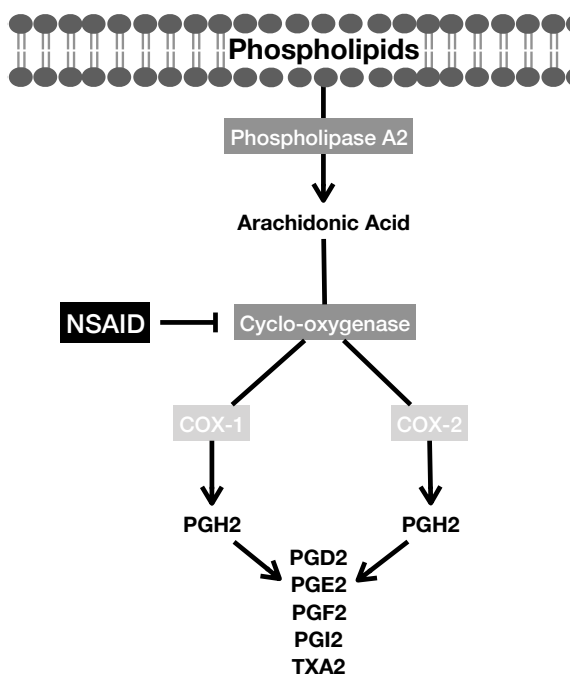 Phospholipids
Phospholipase A2
Arachidonic Acid
NSAID
Cyclo-oxygenase
COX-1
COX-2
PGH2
PGH2
PGD2
PGE2
PGF2
PGI2
TXA2